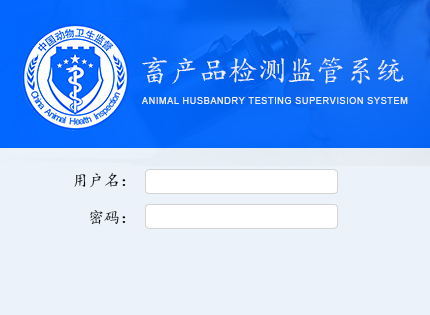 中国动物卫生监督
China Animal Health Inspection
畜产品检测监管系统
ANIMAL HUSBANDRY TESTING SUPERVISION SYSTEM
用户名：
密码：